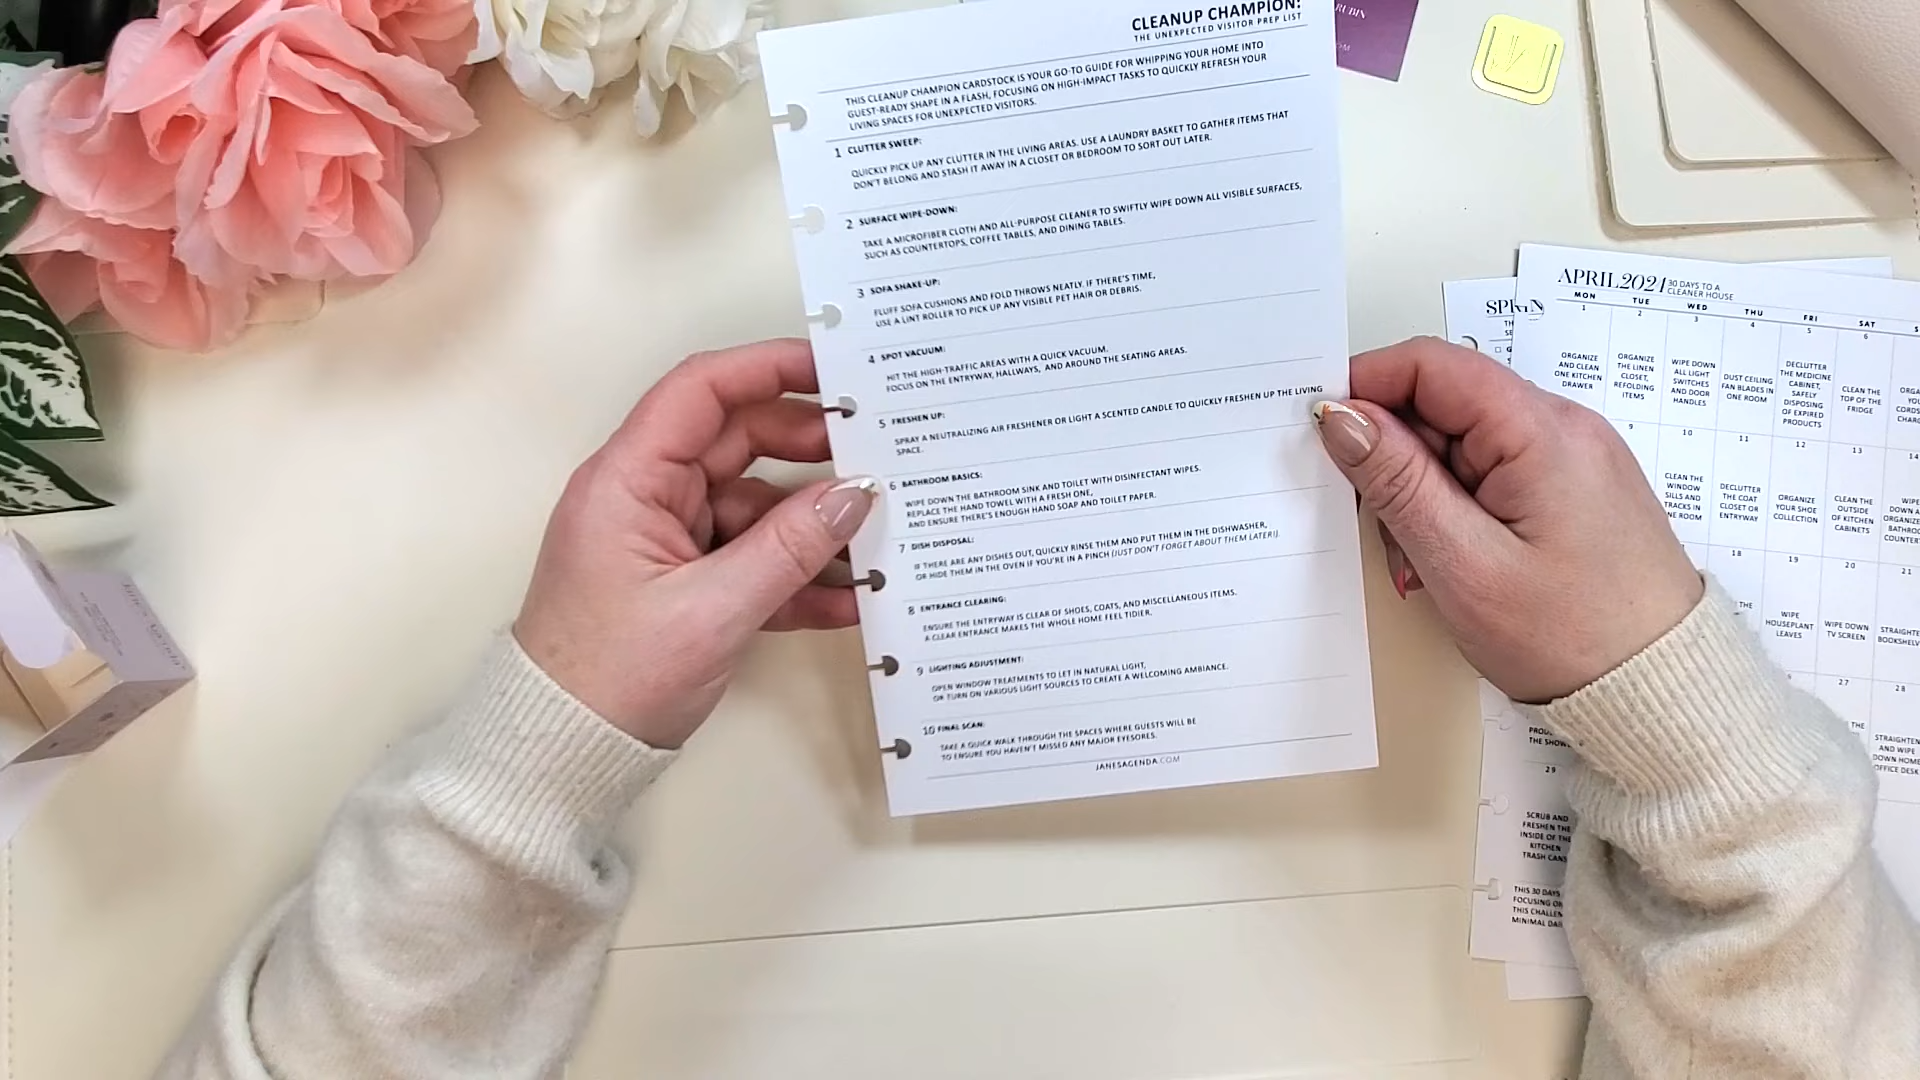 CLEANUP CHAMPION:
THE UNEXPECTED VISITOR PREP LIST
THIS CLEANUP CHAMPION CARDSTOCK IS YOUR GO-TO GUIDE FOR WHIPPING YOUR HOME INTO
GUEST-READY SHAPE IN A FLASH, FOCUSING ON HIGH-IMPACT TASKS TO QUICKLY REFRESH YOUR
LIVING SPACES FOR UNEXPECTED VISITORS.
1 CLUTTER SWEEP:
QUICKLY PICK UP ANY CLUTTER IN THE LIVING AREAS. USE A LAUNDRY BASKET TO GATHER ITEMS THAT
DON'T BELONG AND STASH IT AWAY IN A CLOSET OR BEDROOM TO SORT OUT LATER.
2 SURFACE WIPE-DOWN:
TAKE A MICROFIBER CLOTH AND ALL-PURPOSE CLEANER TO SWIFTLY WIPE DOWN ALL VISIBLE SURFACES,
SUCH AS COUNTERTOPS, COFFEE TABLES, AND DINING TABLES.
3 SOFA SHAKE-UP:
FLUFF SOFA CUSHIONS AND FOLD THROWS NEATLY. IF THERE'S TIME,
USE A LINT ROLLER TO PICK UP ANY VISIBLE PET HAIR OR DEBRIS.
4 SPOT VACUUM:
HIT THE HIGH-TRAFFIC AREAS WITH A QUICK VACUUM.
FOCUS ON THE ENTRYWAY, HALLWAYS, AND AROUND THE SEATING AREAS.
5 FRESHEN UP:
SPRAY A NEUTRALIZING AIR FRESHENER OR LIGHT A SCENTED CANDLE TO QUICKLY FRESHEN UP THE LIVING
SPACE.
6 BATHROOM BASICS:
WIPE DOWN THE BATHROOM SINK AND TOILET WITH DISINFECTANT WIPES.
REPLACE THE HAND TOWEL WITH A FRESH ONE,
AND ENSURE THERE'S ENOUGH HAND SOAP AND TOILET PAPER.
7 DISH DISPOSAL:
IF THERE ARE ANY DISHES OUT, QUICKLY RINSE THEM AND PUT THEM IN THE DISHWASHER,
OR HIDE THEM IN THE OVEN IF YOU'RE IN A PINCH (JUST DON'T FORGET ABOUT THEM LATER!).
8 ENTRANCE CLEARING:
ENSURE THE ENTRYWAY IS CLEAR OF SHOES, COATS, AND MISCELLANEOUS ITEMS.
A CLEAR ENTRANCE MAKES THE WHOLE HOME FEEL TIDIER.
9 LIGHTING ADJUSTMENT:
OPEN WINDOW TREATMENTS TO LET IN NATURAL LIGHT,
OR TURN ON VARIOUS LIGHT SOURCES TO CREATE A WELCOMING AMBIANCE.
10 FINAL SCAN:
TAKE A QUICK WALK THROUGH THE SPACES WHERE GUESTS WILL BE
TO ENSURE YOU HAVEN'T MISSED ANY MAJOR EYESORES.
JANESAGENDA.COM
APRIL 2024 30 DAYS TO A
CLEANER HOUSE
MON TUE WED THU FRI SAT
1 2 3 4 5 6
ORGANIZE
AND CLEAN
ONE KITCHEN
DRAWER
ORGANIZE
THE LINEN
CLOSET,
REFOLDING
ITEMS
WIPE DOWN
ALL LIGHT
SWITCHES
AND DOOR
HANDLES
DUST CEILING
FAN BLADES IN
ONE ROOM
DECLUTTER
THE MEDICINE
CABINET,
SAFELY
DISPOSING
OF EXPIRED
PRODUCTS
CLEAN THE
TOP OF THE
FRIDGE
9 10 11 12 13 14
CLEAN THE
WINDOW
SILLS AND
TRACKS IN
ONE ROOM
DECLUTTER
THE COAT
CLOSET OR
ENTRYWAY
ORGANIZE
YOUR SHOE
COLLECTION
CLEAN THE
OUTSIDE
OF KITCHEN
CABINETS
18 19 20 21
THE
WIPE
HOUSEPLANT
LEAVES
WIPE DOWN
TV SCREEN
27 28
THE
STRAIGHTEN
AND WIPE
DOWN HOME
OFFICE DESK
THE
29
SCRUB AND
FRESHEN THE
INSIDE OF THE
KITCHEN
TRASH CANS
THIS 30 DAYS
FOCUSING
THIS
MINIMAL